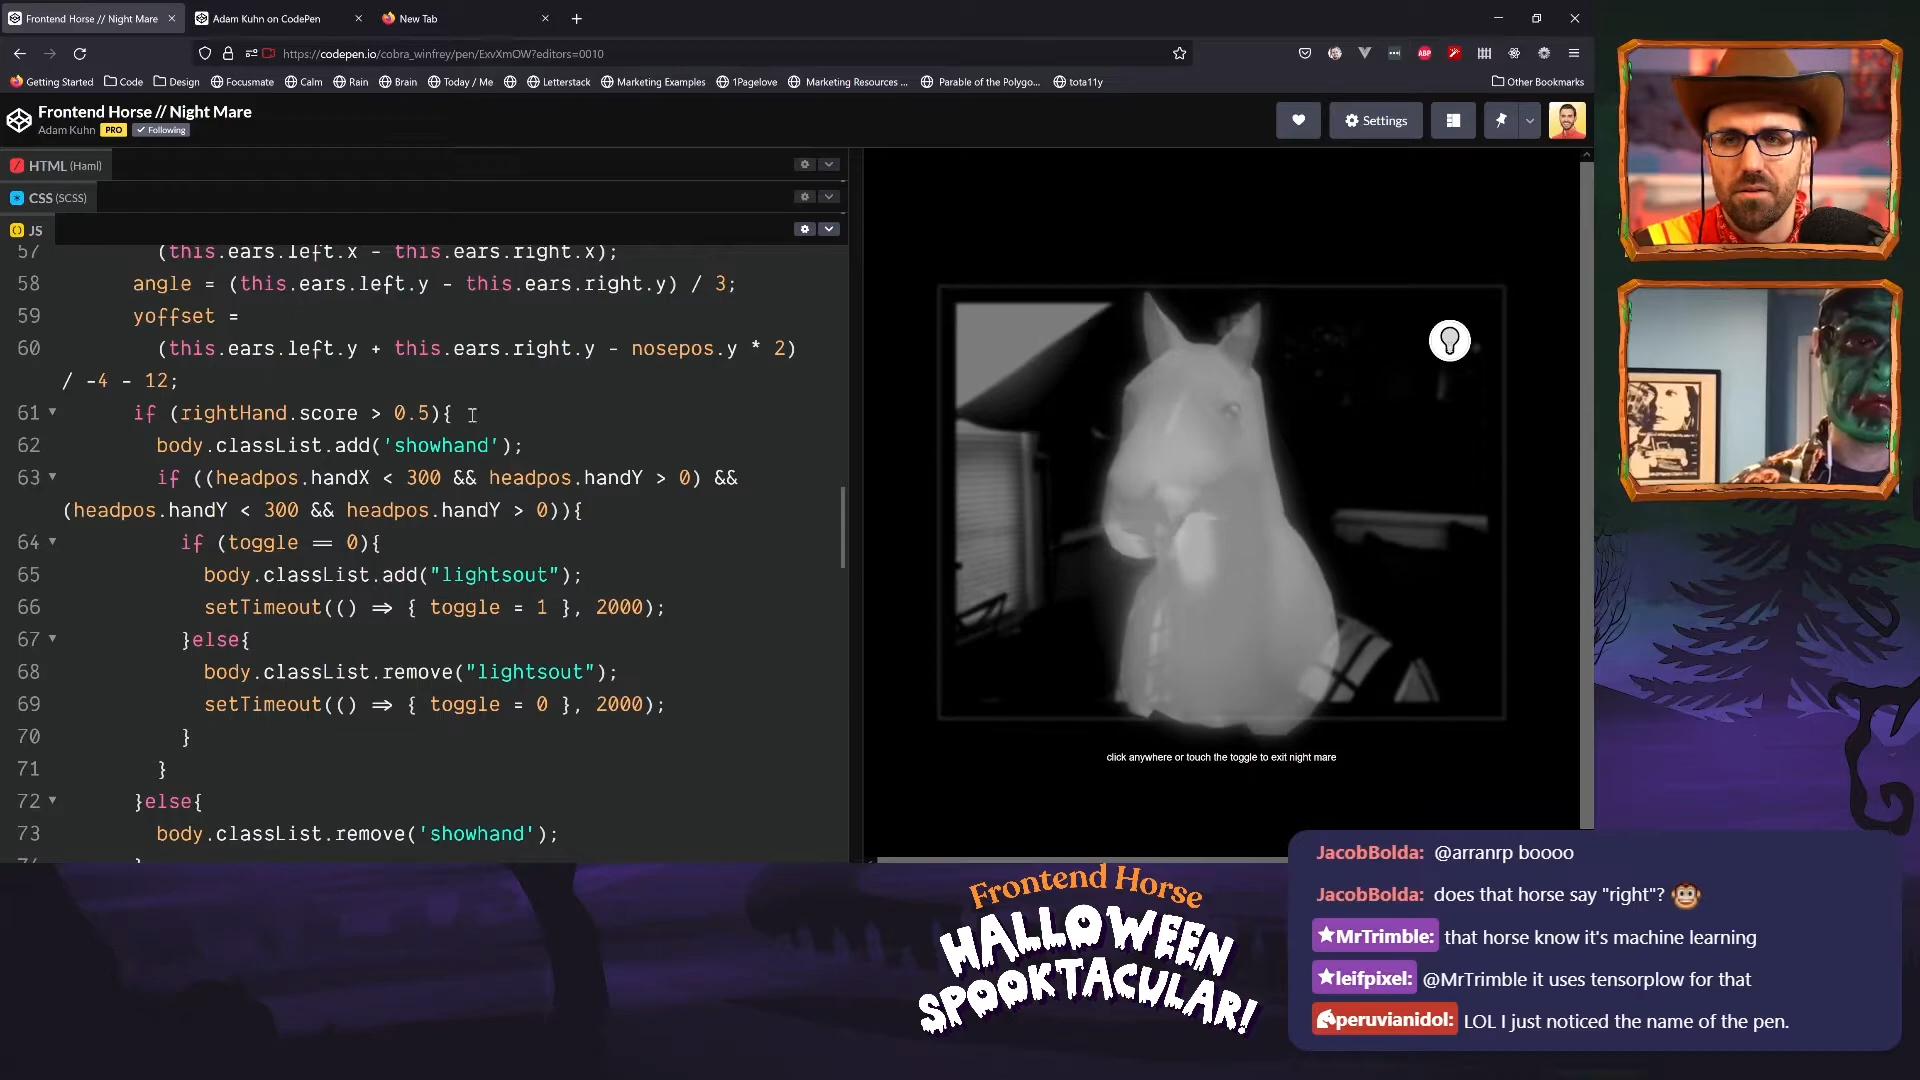 Frontend Horse // Night Mare
Adam Kuhn on CodePen
New Tab
https://codepen.io/cobra_winfrey/pen/ExvXmOW?editors=0010
ABP
Getting Started
Code
Design
Focusmate
Calm
Rain
Brain
Today / Me
Letterstack
Marketing Examples
1Pagelove
Marketing Resources ...
Parable of the Polygo...
tota11y
Other Bookmarks
Frontend Horse // Night Mare
Adam Kuhn PRO ✓ Following
Settings
HTML (Haml)
CSS (SCSS)
JS
57 (this.ears.left.x - this.ears.right.x);
58 angle = (this.ears.left.y - this.ears.right.y) / 3;
59 yoffset =
60 (this.ears.left.y + this.ears.right.y - nosepos.y * 2)
/ -4 - 12;
61 if (rightHand.score > 0.5){
62 body.classList.add('showhand');
63 if ((headpos.handX < 300 && headpos.handY > 0) &&
(headpos.handY < 300 && headpos.handY > 0)){
64 if (toggle == 0){
65 body.classList.add("lightsout");
66 setTimeout(() => { toggle = 1 }, 2000);
67 }else{
68 body.classList.remove("lightsout");
69 setTimeout(() => { toggle = 0 }, 2000);
70 }
71 }
72 }else{
73 body.classList.remove('showhand');
click anywhere or touch the toggle to exit night mare
Frontend Horse
HALLOWEEN
SPOOKTACULAR!
JacobBolda: @arranrp boooo
JacobBolda: does that horse say "right"? 🐵
MrTrimble: that horse know it's machine learning
leifpixel: @MrTrimble it uses tensorplow for that
peruvianidol: LOL I just noticed the name of the pen.